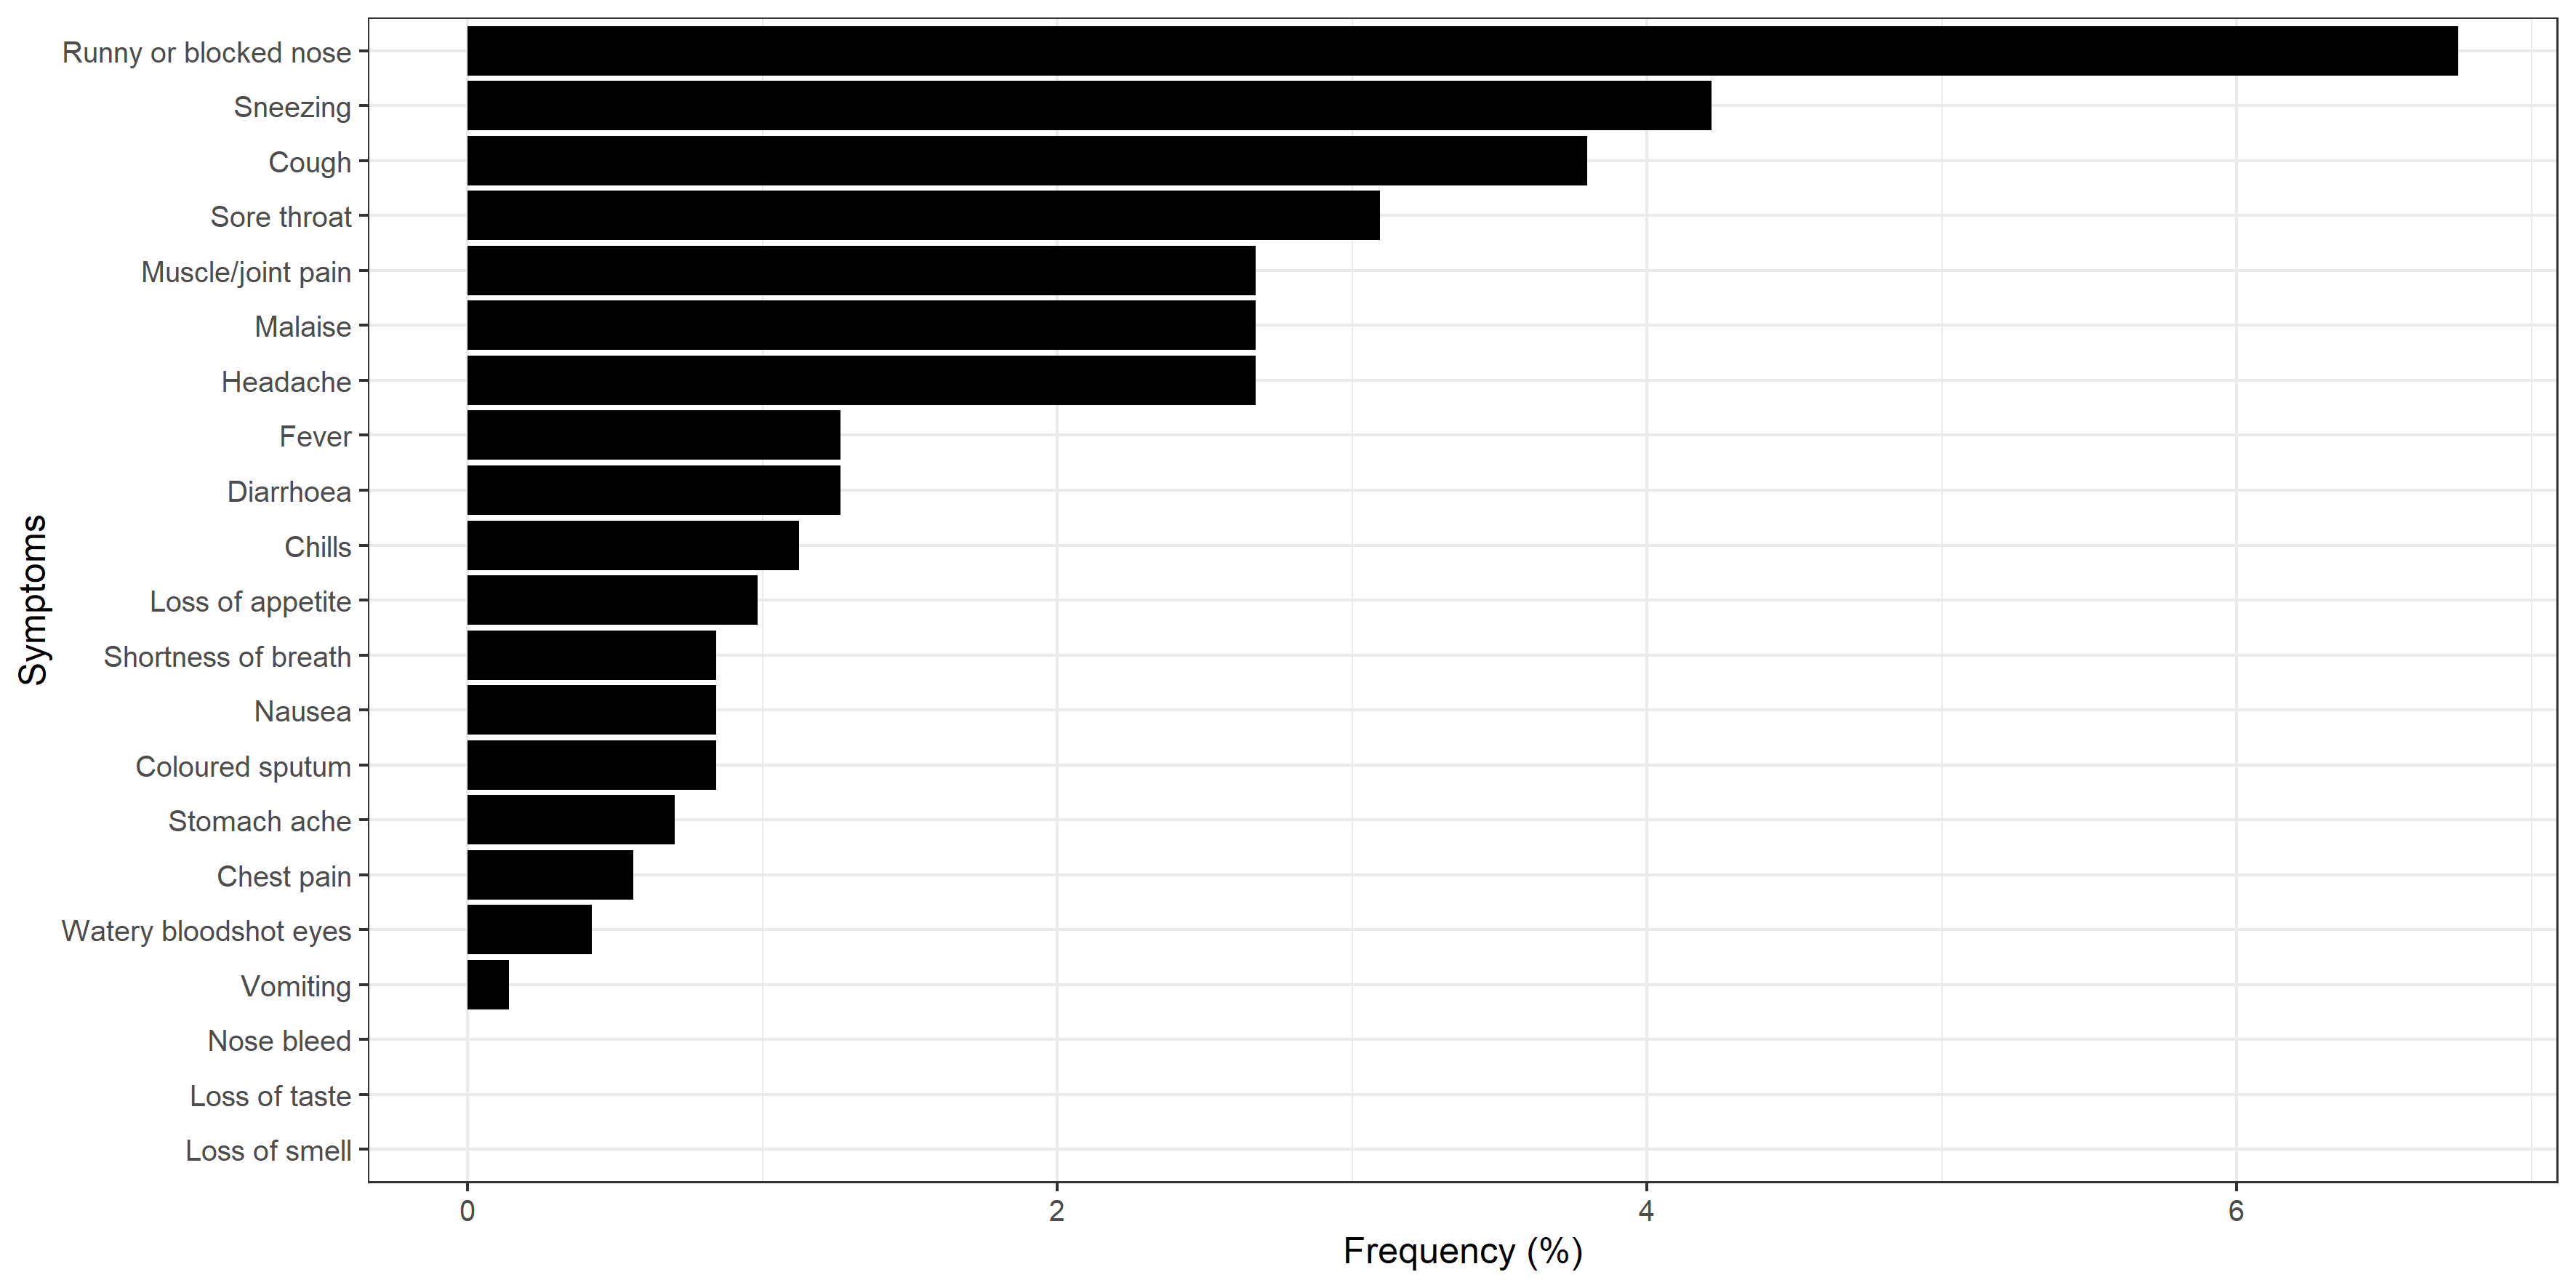 Symptoms
Runny or blocked nose
Sneezing
Cough
Sore throat
Muscle/joint pain
Malaise
Headache
Fever
Diarrhoea
Chills
Loss of appetite
Shortness of breath
Nausea
Coloured sputum
Stomach ache
Chest pain
Watery bloodshot eyes
Vomiting
Nose bleed
Loss of taste
Loss of smell
0 2 4 6
Frequency (%)